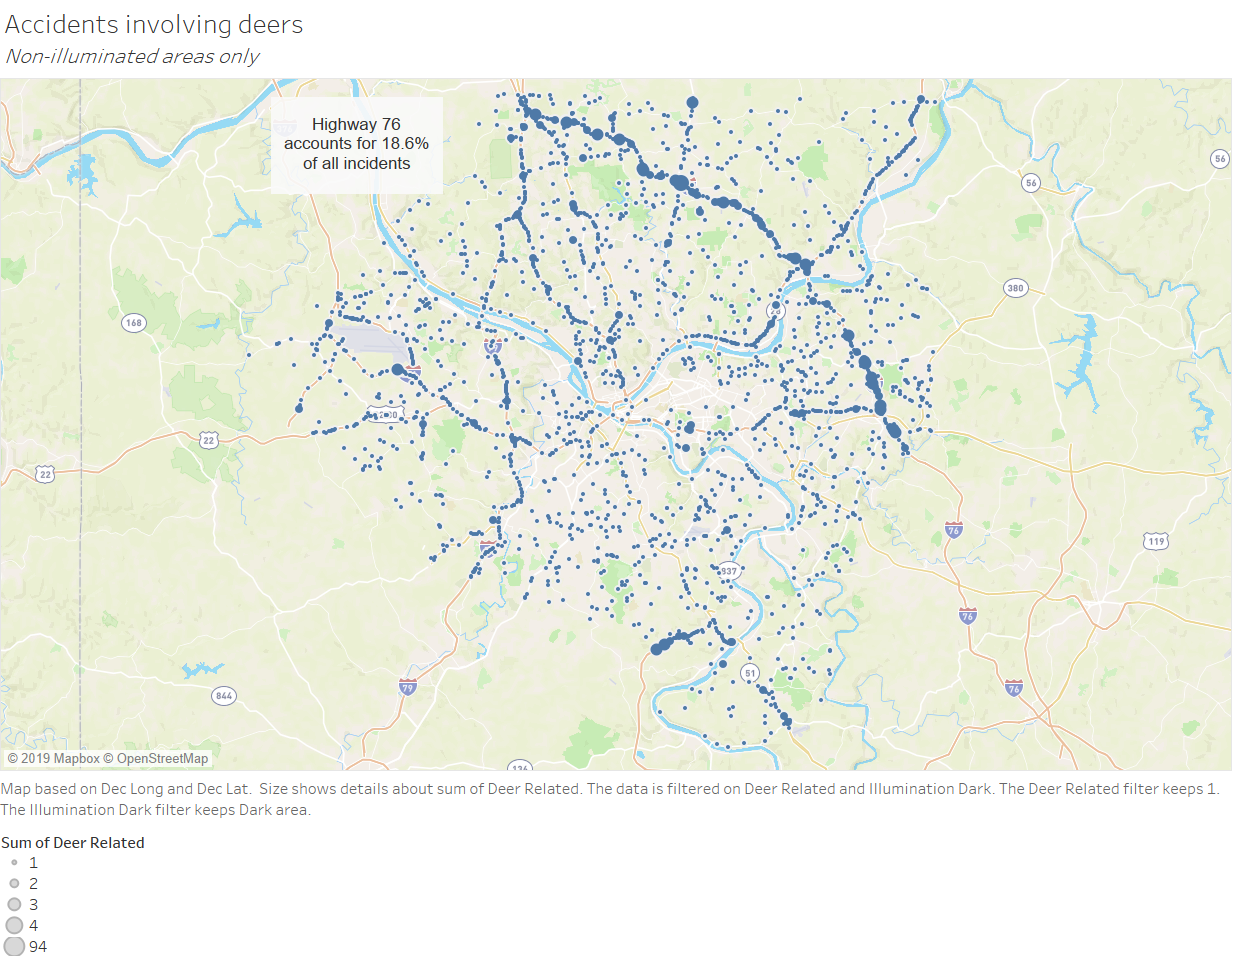 Accidents involving deers
Non-illuminated areas only
Highway 76
accounts for 18.6%
of all incidents
56
56
380
28
168
22
22
76
119
837
76
51
79
76
844
136
© 2019 Mapbox © OpenStreetMap
Map based on Dec Long and Dec Lat.  Size shows details about sum of Deer Related. The data is filtered on Deer Related and Illumination Dark. The Deer Related filter keeps 1.
The Illumination Dark filter keeps Dark area.
Sum of Deer Related
1
2
3
4
94